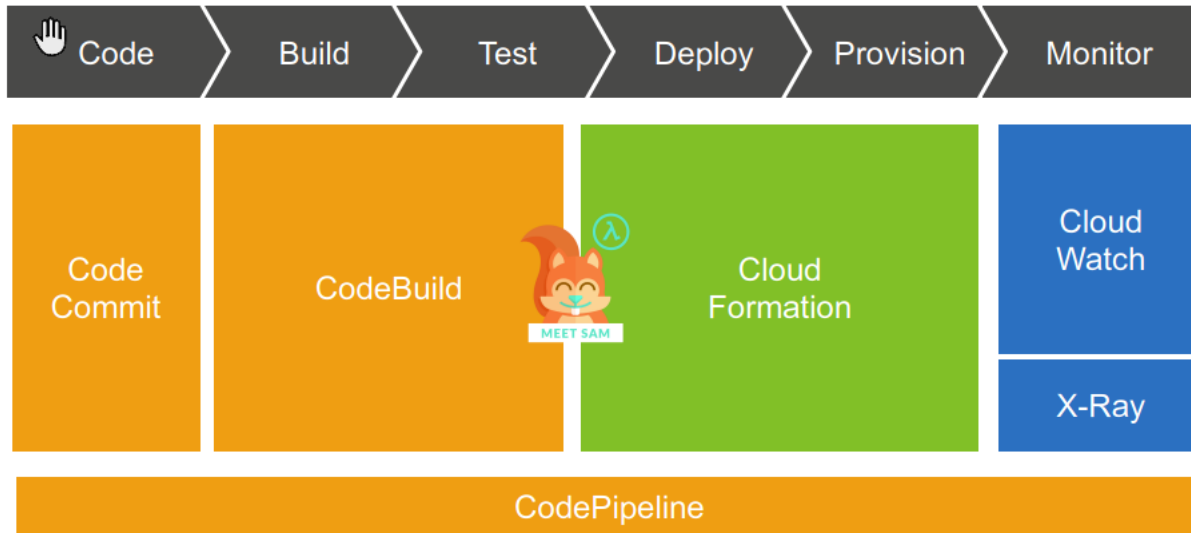 Code Build Test Deploy Provision Monitor
Code
Commit
CodeBuild
MEET SAM
λ
Cloud
Formation
Cloud
Watch
X-Ray
CodePipeline